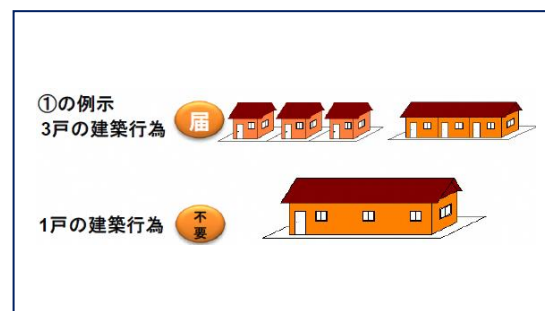 ①の例示
3戸の建築行為
届
1戸の建築行為
不
要